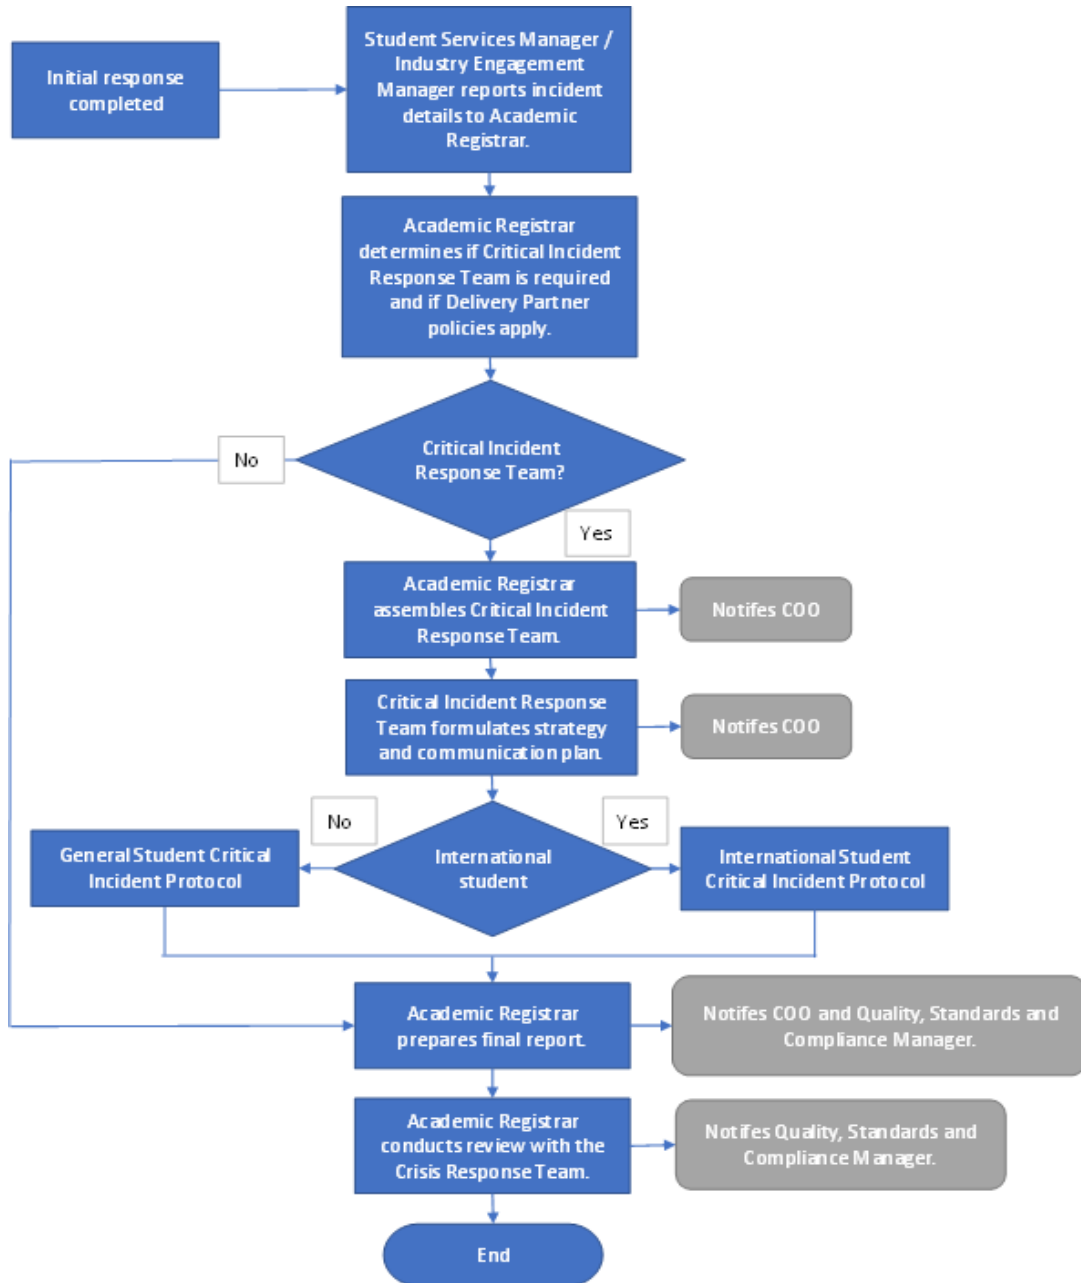 Initial response
completed
Student Services Manager /
Industry Engagement
Manager reports incident
details to Academic
Registrar.
Academic Registrar
determines if Critical Incident
Response Team is required
and if Delivery Partner
policies apply.
Critical Incident
Response Team?
No
Yes
Academic Registrar
assembles Critical Incident
Response Team.
Notifes COO
Critical Incident Response
Team formulates strategy
and communication plan.
Notifes COO
No
Yes
General Student Critical
Incident Protocol
International
student
International Student
Critical Incident Protocol
Academic Registrar
prepares final report.
Notifes COO and Quality, Standards and
Compliance Manager.
Academic Registrar
conducts review with the
Crisis Response Team.
Notifes Quality, Standards and
Compliance Manager.
End